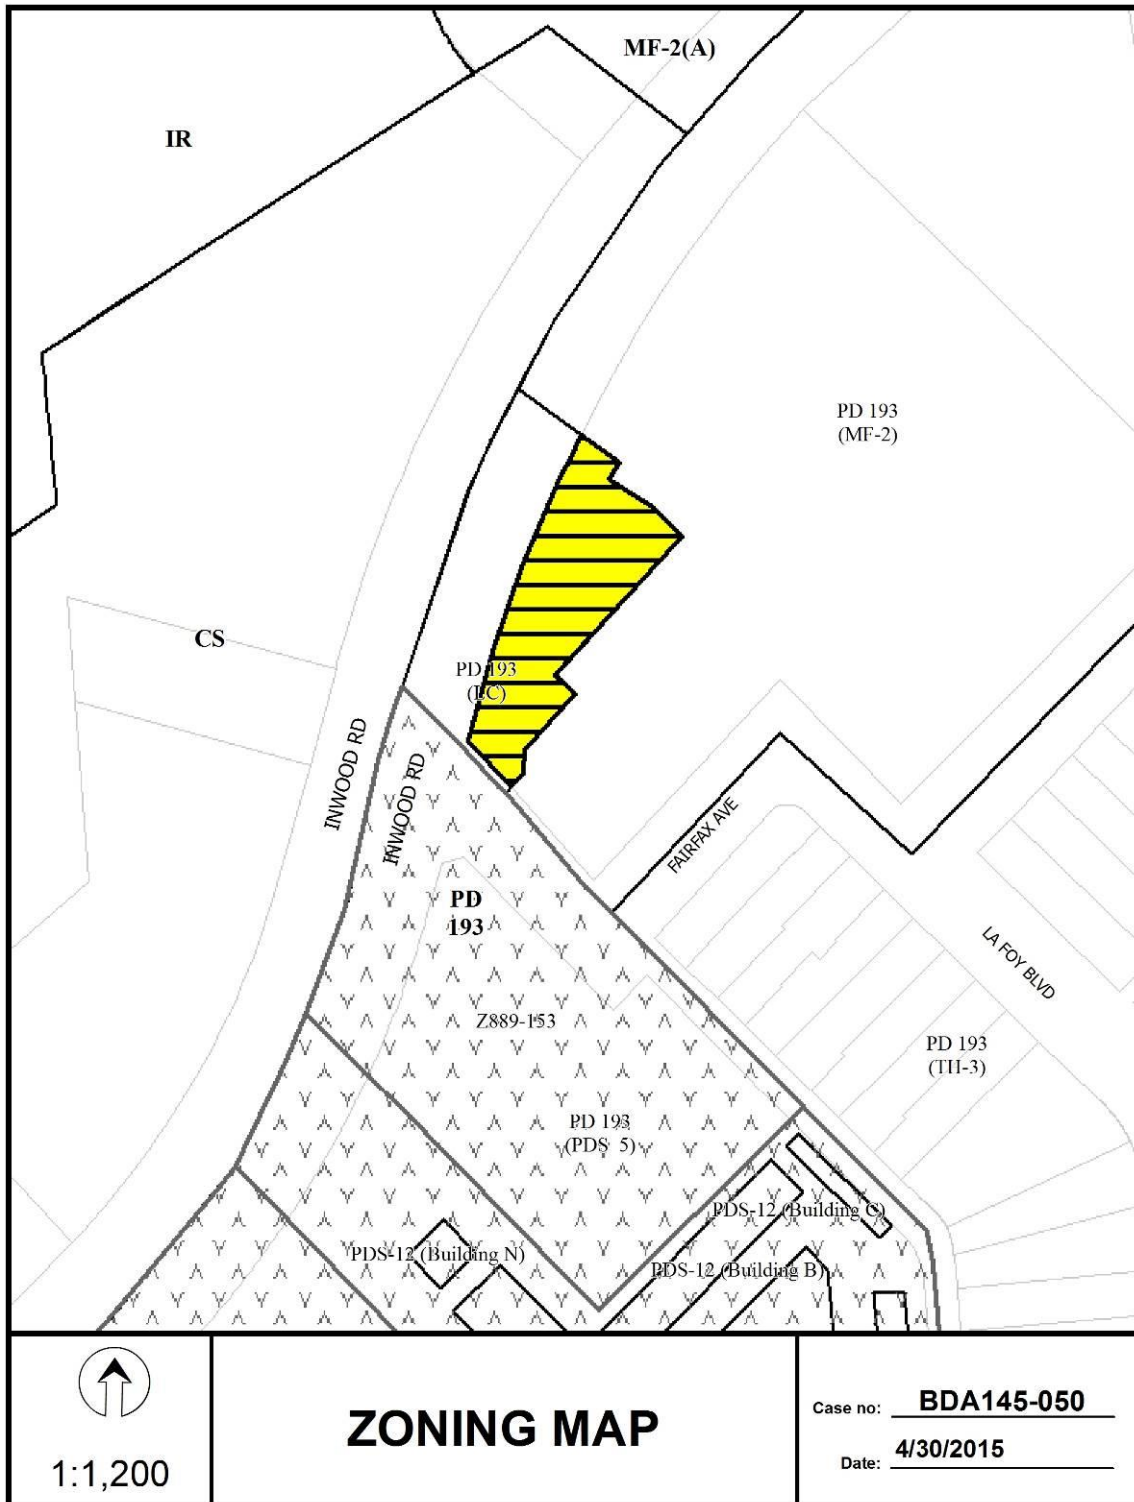 MF-2(A)
IR
PD 193
(MF-2)
CS
PD 193
(LC)
INWOOD RD
INWOOD RD
FAIRFAX AVE
PD
193
LA FOY BLVD
Z889-153
PD 193
(TH-3)
PD 193
(PDS 5)
PDS-12 (Building C)
PDS-12 (Building N)
PDS-12 (Building B)
1:1,200
ZONING MAP
Case no: BDA145-050
Date: 4/30/2015